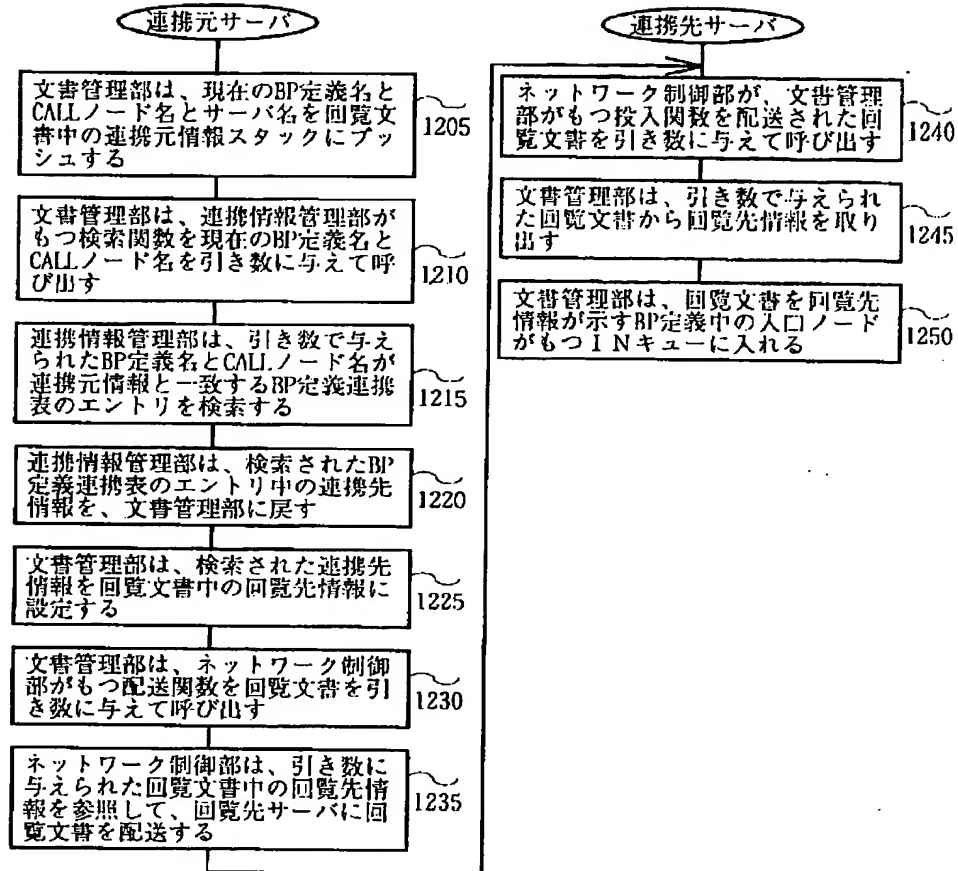 連携元サーバ
文書管理部は、現在のBP定義名と
CALLノード名とサーバ名を回覧文
書中の連携元情報スタックにプッ
シュする
1205
文書管理部は、連携情報管理部が
もつ検索関数を現在のBP定義名と
CALLノード名を引き数に与えて呼
び出す
1210
連携情報管理部は、引き数で与え
られたBP定義名とCALLノード名が
連携元情報と一致するBP定義連携
表のエントリを検索する
1215
連携情報管理部は、検索されたBP
定義連携表のエントリ中の連携先
情報を、文書管理部に戻す
1220
文書管理部は、検索された連携先
情報を回覧文書中の回覧先情報に
設定する
1225
文書管理部は、ネットワーク制御
部がもつ配送関数を回覧文書を引
き数に与えて呼び出す
1230
ネットワーク制御部は、引き数に
与えられた回覧文書中の回覧先情
報を参照して、回覧先サーバに回
覧文書を配送する
1235
連携先サーバ
ネットワーク制御部が、文書管理
部がもつ投入関数を配送された回
覧文書を引き数に与えて呼び出す
1240
文書管理部は、引き数で与えられ
た回覧文書から回覧先情報を取り
出す
1245
文書管理部は、回覧文書を回覧先
情報が示すBP定義中の入口ノード
がもつINキューに入れる
1250